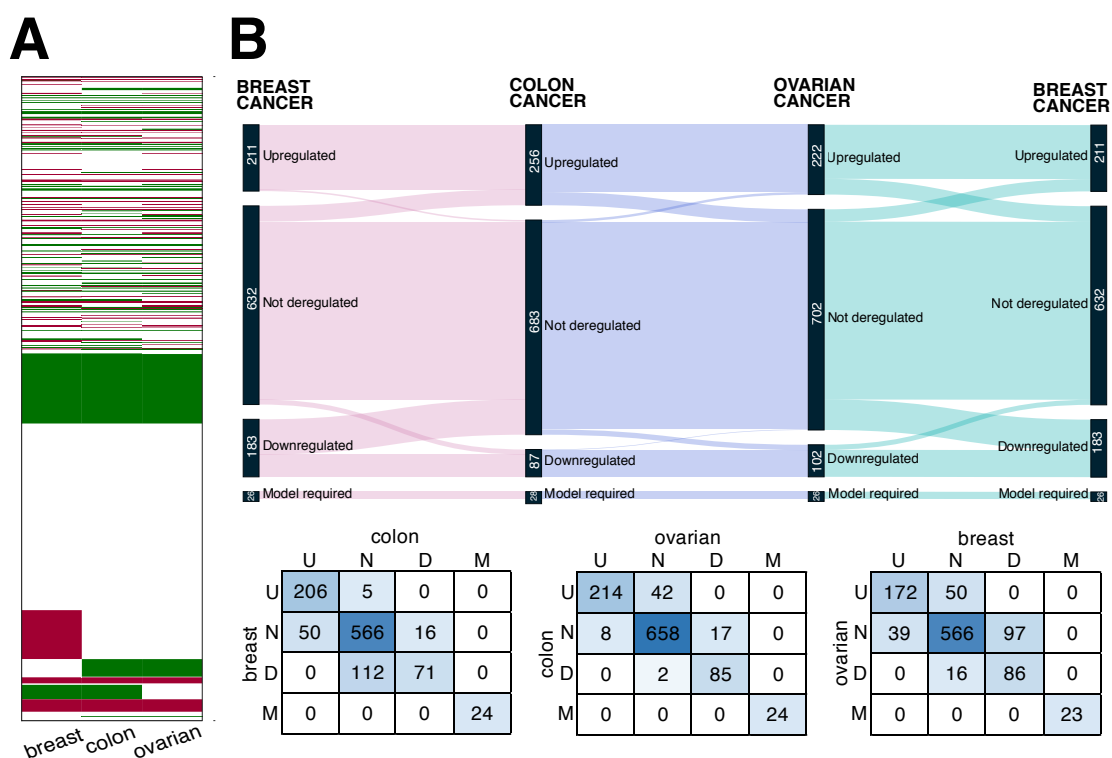 A
B
BREAST
CANCER
COLON
CANCER
OVARIAN
CANCER
BREAST
CANCER
211
Upregulated
256
Upregulated
222
Upregulated
Upregulated
211
632
Not deregulated
683
Not deregulated
702
Not deregulated
Not deregulated
632
183
Downregulated
87
Downregulated
102
Downregulated
Downregulated
183
26
Model required
28
Model required
26
Model required
Model required
26
breast
colon
ovarian
colon
U N D M
breast
U 206 5 0 0
N 50 566 16 0
D 0 112 71 0
M 0 0 0 24
ovarian
U N D M
colon
U 214 42 0 0
N 8 658 17 0
D 0 2 85 0
M 0 0 0 24
breast
U N D M
ovarian
U 172 50 0 0
N 39 566 97 0
D 0 16 86 0
M 0 0 0 23